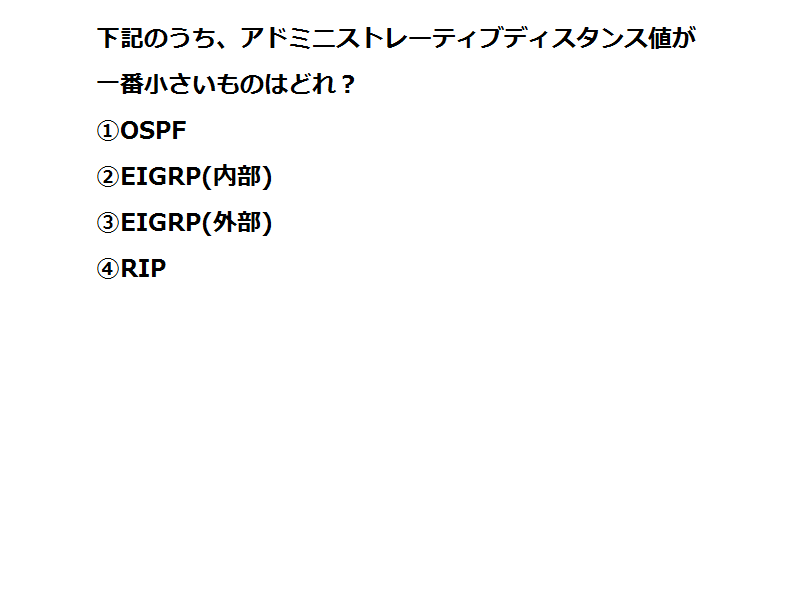 下記のうち、アドミニストレーティブディスタンス値が
一番小さいものはどれ？
①OSPF
②EIGRP(内部)
③EIGRP(外部)
④RIP